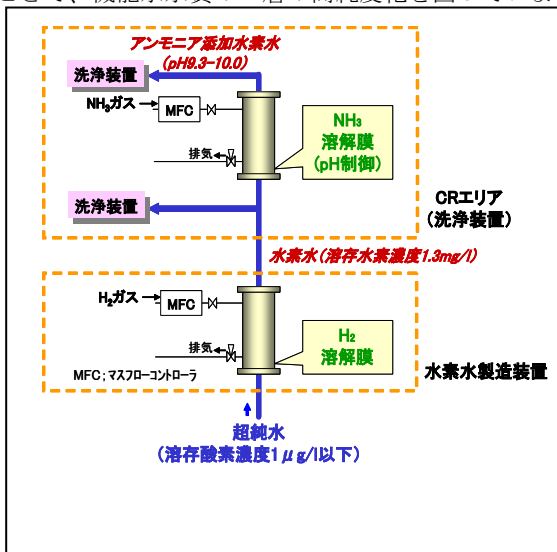 アンモニア添加水素水
(pH9.3-10.0)
洗浄装置
NH3ガス
MFC
NH3
溶解膜
(pH制御)
排気
洗浄装置
CRエリア
(洗浄装置)
水素水(溶存水素濃度1.3mg/l)
H2ガス
MFC
排気
H2
溶解膜
MFC;マスフローコントローラ
水素水製造装置
超純水
(溶存酸素濃度1μg/l以下)